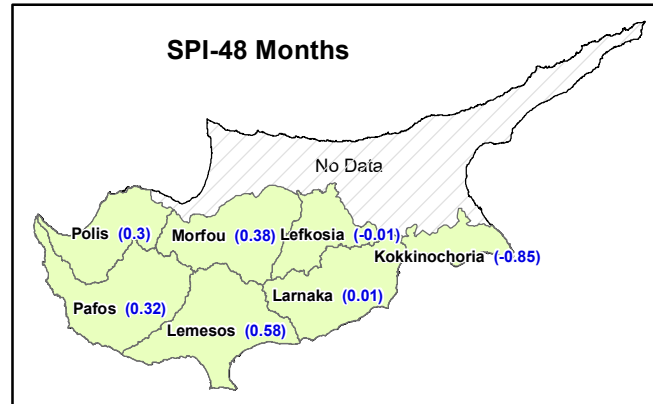 SPI-48 Months
No Data
Polis (0.3)
Morfou (0.38)
Lefkosia (-0.01)
Kokkinochoria (-0.85)
Pafos (0.32)
Larnaka (0.01)
Lemesos (0.58)